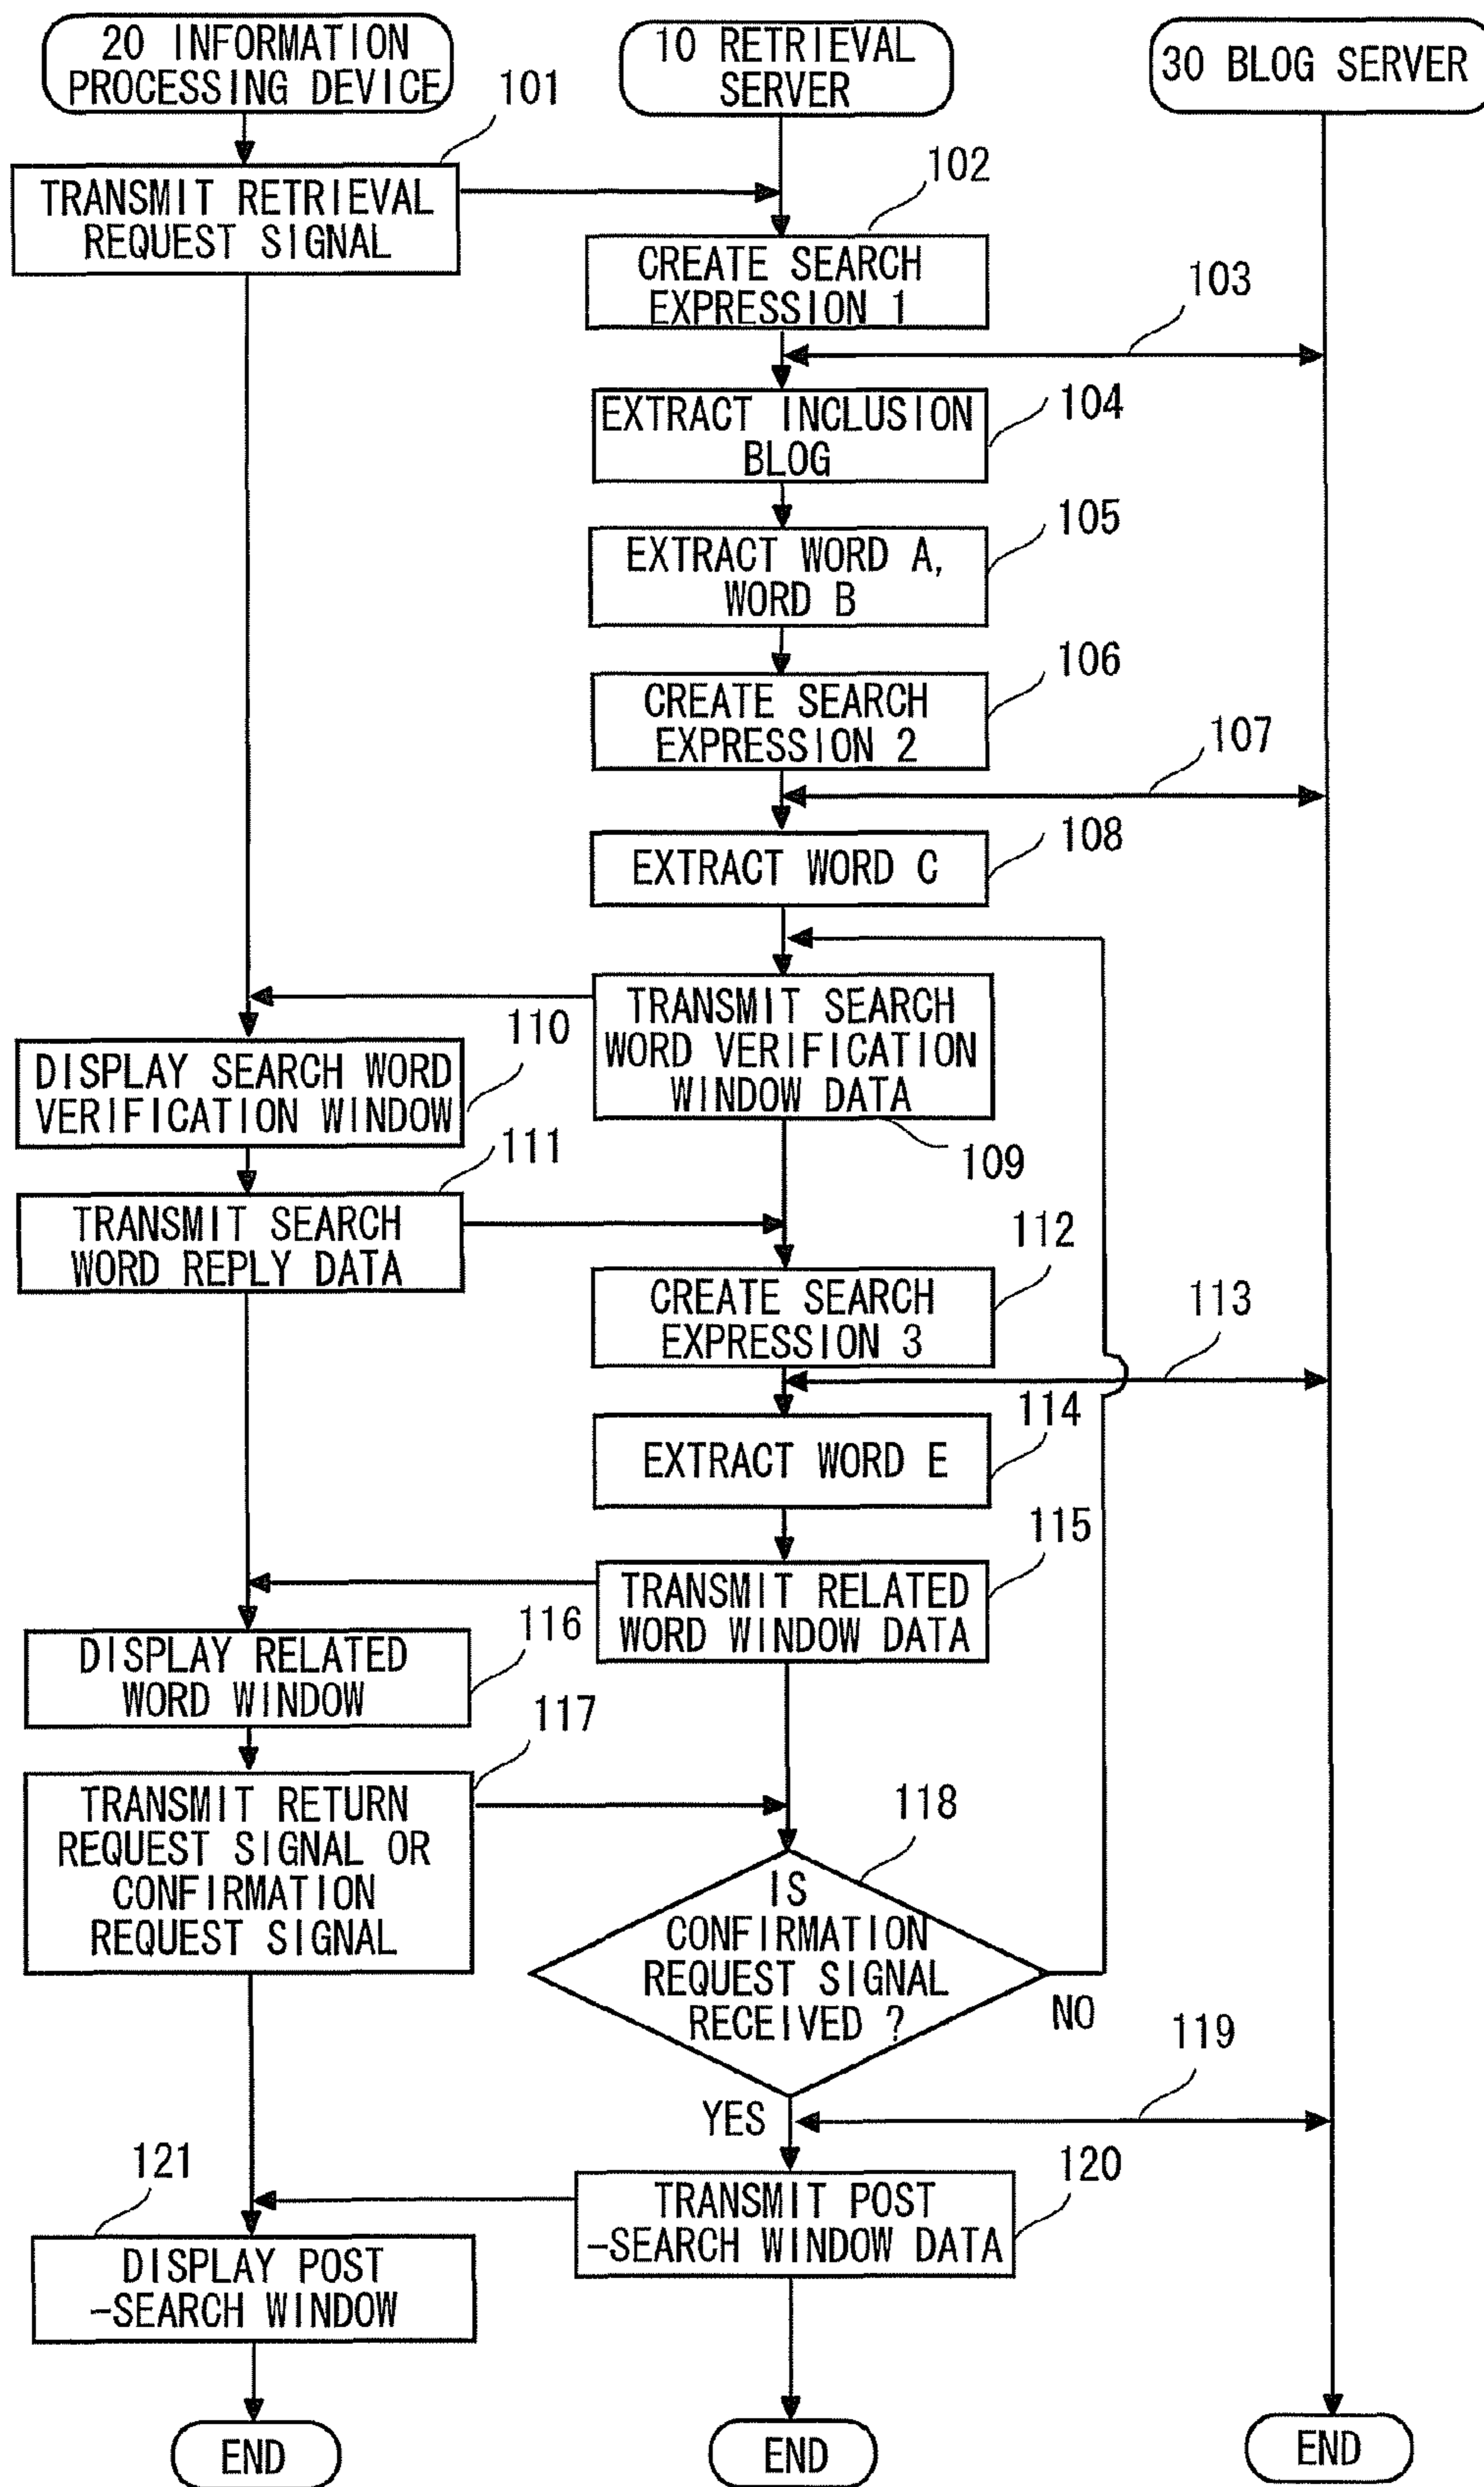 20 INFORMATION
PROCESSING DEVICE
10 RETRIEVAL
SERVER
30 BLOG SERVER
101
TRANSMIT RETRIEVAL
REQUEST SIGNAL
102
CREATE SEARCH
EXPRESSION 1
103
EXTRACT INCLUSION
BLOG
104
EXTRACT WORD A,
WORD B
105
CREATE SEARCH
EXPRESSION 2
106
107
EXTRACT WORD C
108
TRANSMIT SEARCH
WORD VERIFICATION
WINDOW DATA
109
110
DISPLAY SEARCH WORD
VERIFICATION WINDOW
111
TRANSMIT SEARCH
WORD REPLY DATA
112
CREATE SEARCH
EXPRESSION 3
113
114
EXTRACT WORD E
115
TRANSMIT RELATED
WORD WINDOW DATA
116
DISPLAY RELATED
WORD WINDOW
117
TRANSMIT RETURN
REQUEST SIGNAL OR
CONFIRMATION
REQUEST SIGNAL
118
IS
CONFIRMATION
REQUEST SIGNAL
RECEIVED ?
NO
YES
119
120
TRANSMIT POST
-SEARCH WINDOW DATA
121
DISPLAY POST
-SEARCH WINDOW
END
END
END